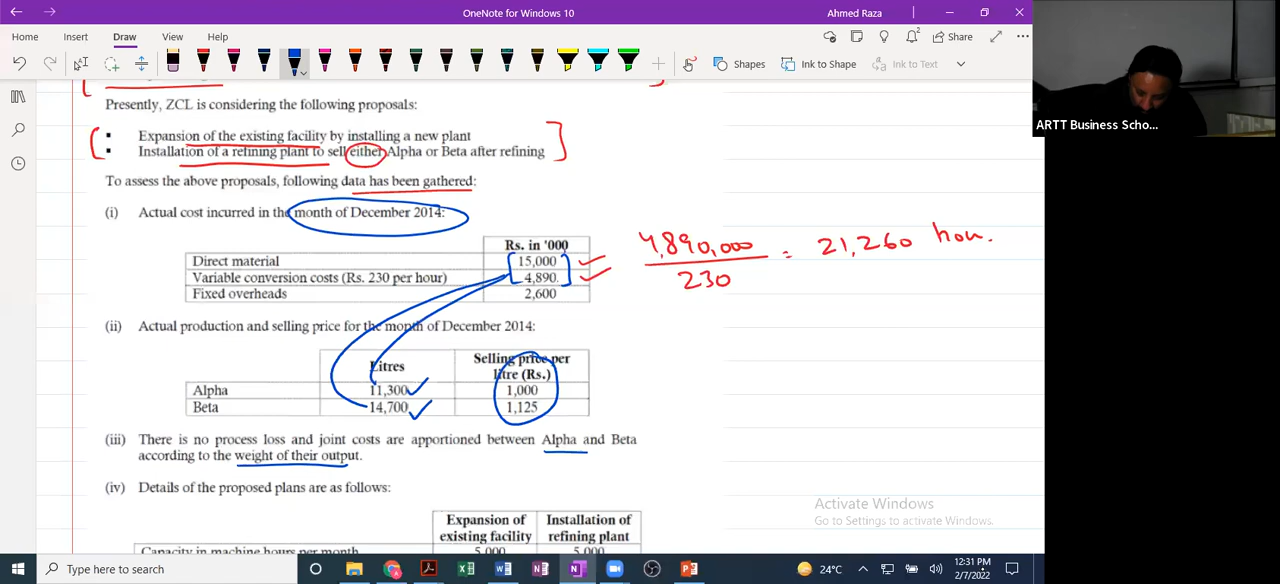 OneNote for Windows 10
Ahmed Raza
Home Insert Draw View Help
Share
Shapes
Ink to Shape
Ink to Text
ARTT Business Scho...
Presently, ZCL is considering the following proposals:
▪ Expansion of the existing facility by installing a new plant
▪ Installation of a refining plant to sell either Alpha or Beta after refining
To assess the above proposals, following data has been gathered:
(i) Actual cost incurred in the month of December 2014:
Rs. in '000
Direct material 15,000
Variable conversion costs (Rs. 230 per hour) 4,890
Fixed overheads 2,600
4,890,000 / 230 = 21,260 hou.
(ii) Actual production and selling price for the month of December 2014:
Litres Selling price per litre (Rs.)
Alpha 11,300 1,000
Beta 14,700 1,125
(iii) There is no process loss and joint costs are apportioned between Alpha and Beta
according to the weight of their output.
(iv) Details of the proposed plans are as follows:
Expansion of existing facility Installation of refining plant
Capacity in machine hours per month 5,000 5,000
Activate Windows
Go to Settings to activate Windows.
Type here to search
24°C
12:31 PM
2/7/2022